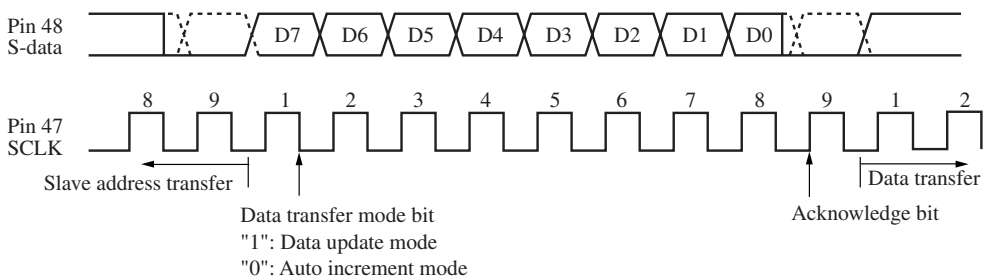 Pin 48
S-data
D7 D6 D5 D4 D3 D2 D1 D0
8 9 1 2 3 4 5 6 7 8 9 1 2
Pin 47
SCLK
Slave address transfer
Data transfer
Data transfer mode bit
Acknowledge bit
"1": Data update mode
"0": Auto increment mode